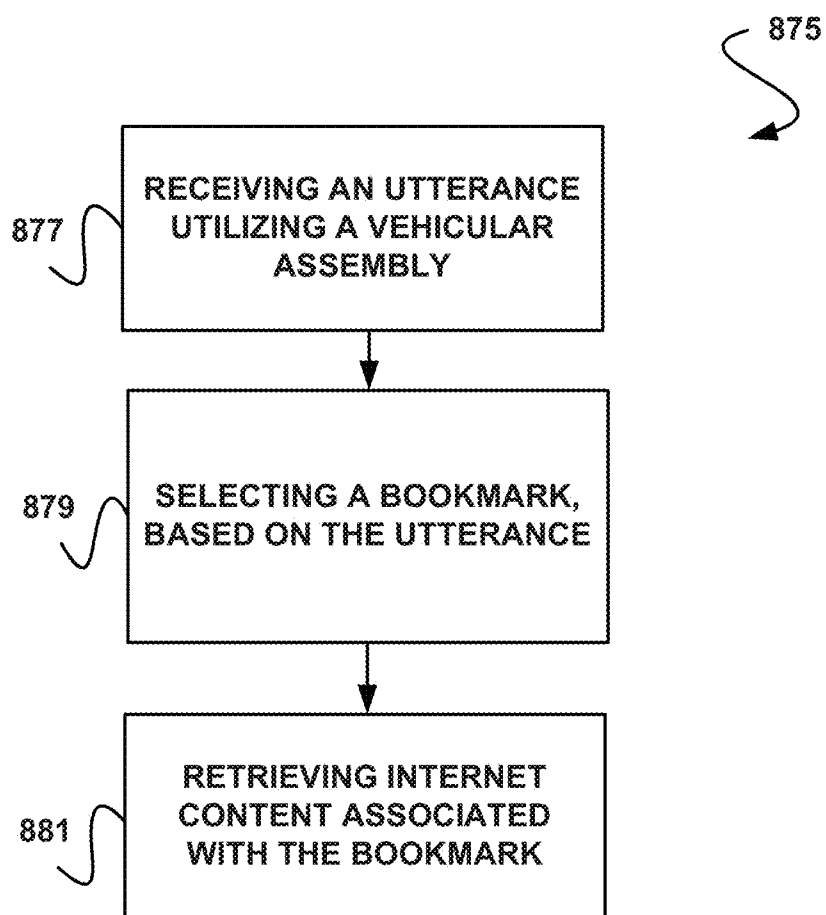 875
877
RECEIVING AN UTTERANCE
UTILIZING A VEHICULAR
ASSEMBLY
879
SELECTING A BOOKMARK,
BASED ON THE UTTERANCE
881
RETRIEVING INTERNET
CONTENT ASSOCIATED
WITH THE BOOKMARK